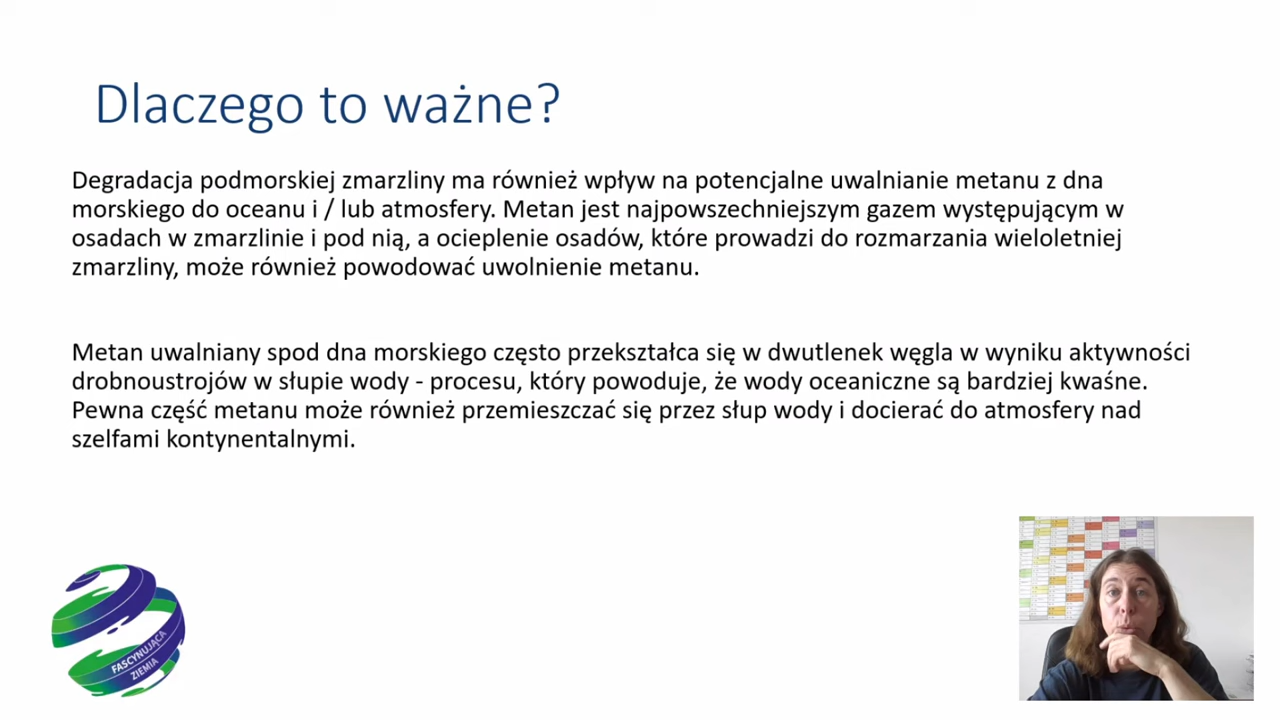 Dlaczego to ważne?
Degradacja podmorskiej zmarzliny ma również wpływ na potencjalne uwalnianie metanu z dna
morskiego do oceanu i / lub atmosfery. Metan jest najpowszechniejszym gazem występującym w
osadach w zmarzlinie i pod nią, a ocieplenie osadów, które prowadzi do rozmarzania wieloletniej
zmarzliny, może również powodować uwolnienie metanu.
Metan uwalniany spod dna morskiego często przekształca się w dwutlenek węgla w wyniku aktywności
drobnoustrojów w słupie wody - procesu, który powoduje, że wody oceaniczne są bardziej kwaśne.
Pewna część metanu może również przemieszczać się przez słup wody i docierać do atmosfery nad
szelfami kontynentalnymi.
FASCYNUJĄCA
ZIEMIA